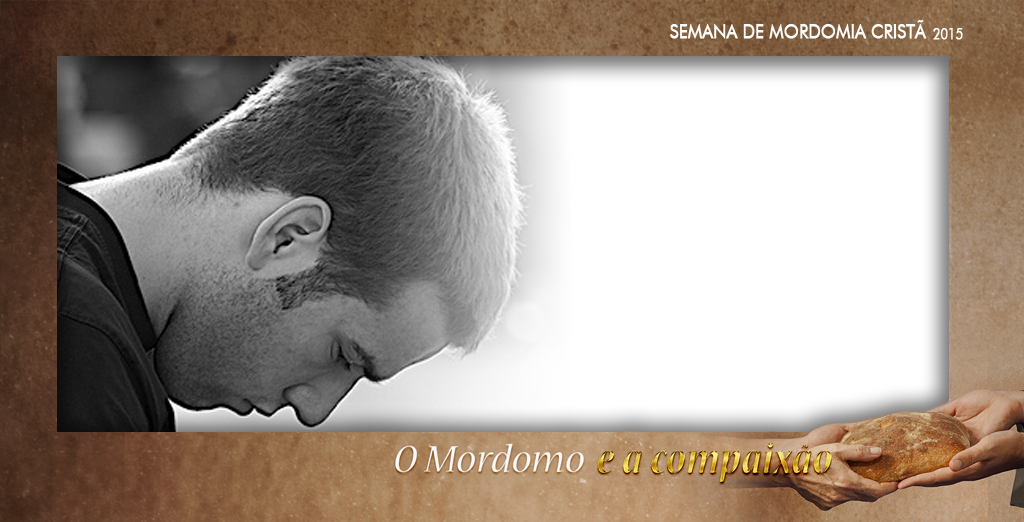 SEMANA DE MORDOMIA CRISTÃ 2015
O Mordomo e a compaixão